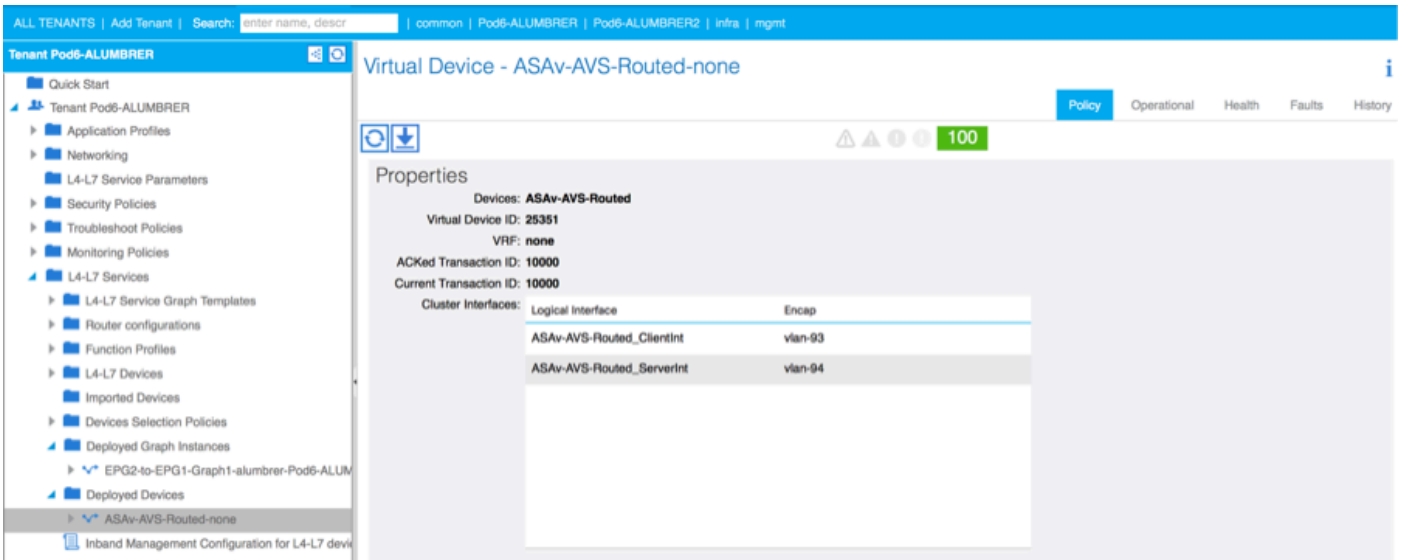 ALL TENANTS | Add Tenant | Search: enter name, descr | common | Pod6-ALUMBRER | Pod6-ALUMBRER2 | infra | mgmt
Tenant Pod6-ALUMBRER
Quick Start
Tenant Pod6-ALUMBRER
Application Profiles
Networking
L4-L7 Service Parameters
Security Policies
Troubleshoot Policies
Monitoring Policies
L4-L7 Services
L4-L7 Service Graph Templates
Router configurations
Function Profiles
L4-L7 Devices
Imported Devices
Devices Selection Policies
Deployed Graph Instances
EPG2-to-EPG1-Graph1-alumbrer-Pod6-ALUM
Deployed Devices
ASAv-AVS-Routed-none
Inband Management Configuration for L4-L7 devi
Virtual Device - ASAv-AVS-Routed-none
i
Policy Operational Health Faults History
100
Properties
Devices: ASAv-AVS-Routed
Virtual Device ID: 25351
VRF: none
ACKed Transaction ID: 10000
Current Transaction ID: 10000
Cluster Interfaces:
Logical Interface Encap
ASAv-AVS-Routed_ClientInt vlan-93
ASAv-AVS-Routed_ServerInt vlan-94